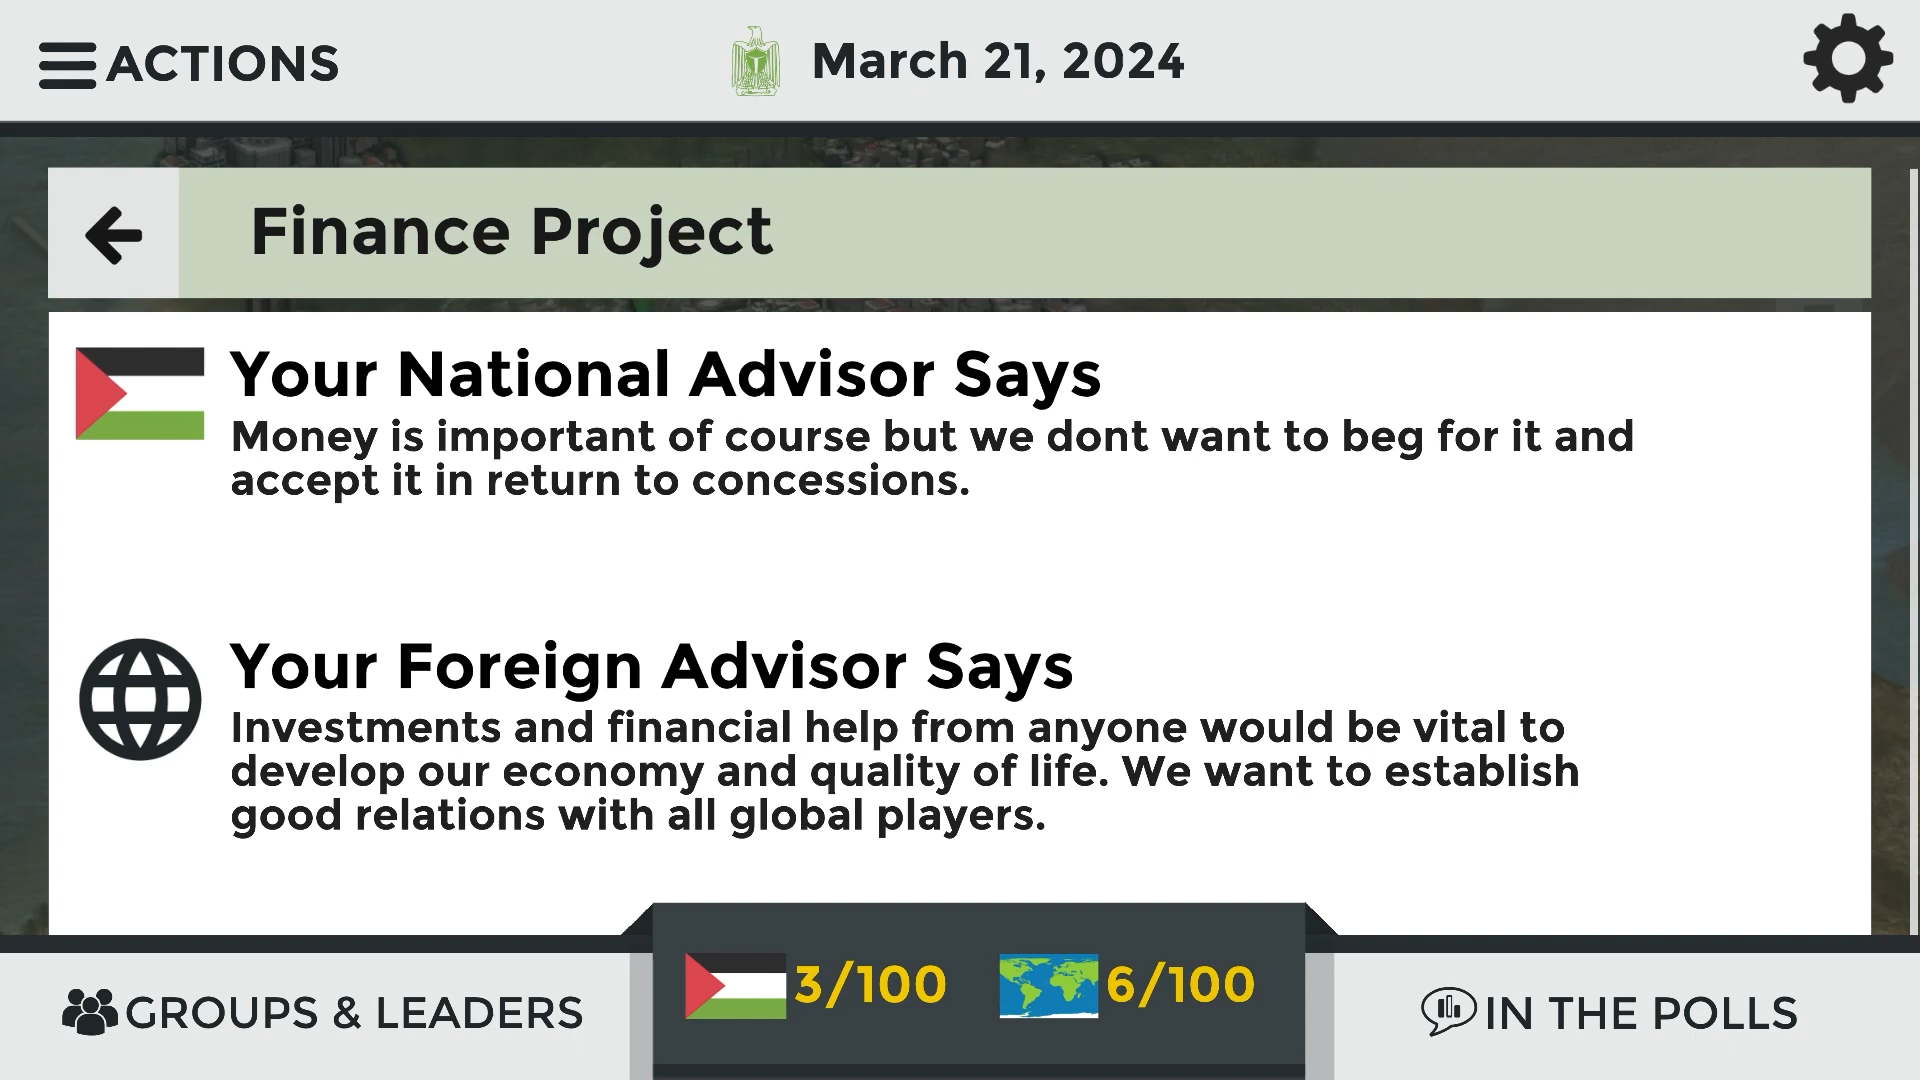 ACTIONS
March 21, 2024
Finance Project
Your National Advisor Says
Money is important of course but we dont want to beg for it and
accept it in return to concessions.
Your Foreign Advisor Says
Investments and financial help from anyone would be vital to
develop our economy and quality of life. We want to establish
good relations with all global players.
GROUPS & LEADERS
3/100
6/100
IN THE POLLS